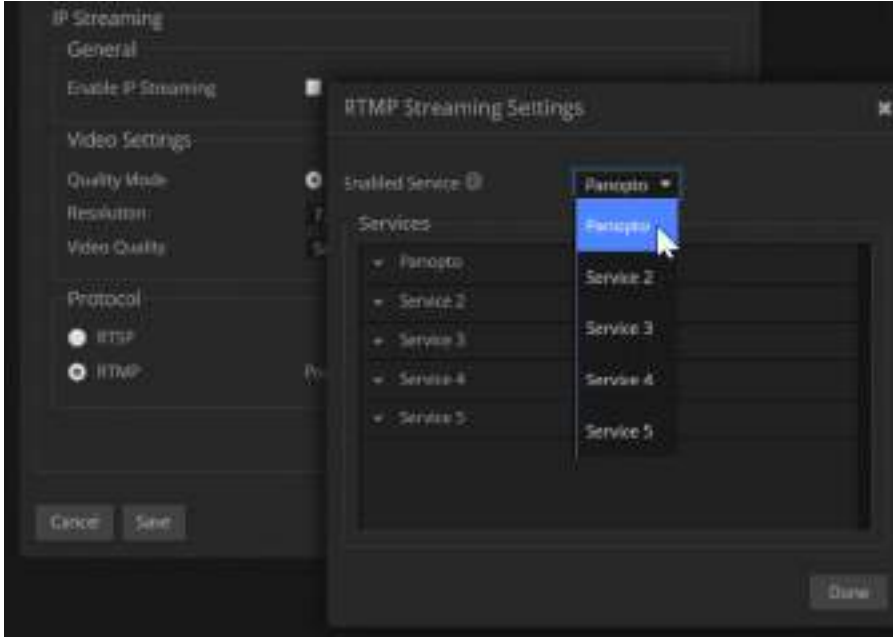 IP Streaming
General
Enable IP Streaming
Video Settings
Quality Mode
Resolution
Video Quality
Protocol
RTSP
RTMP
Cancel
Save
RTMP Streaming Settings
Enabled Service
Panopto
Services
Panopto
Service 2
Service 3
Service 4
Service 5
Panopto
Service 2
Service 3
Service 4
Service 5
Done